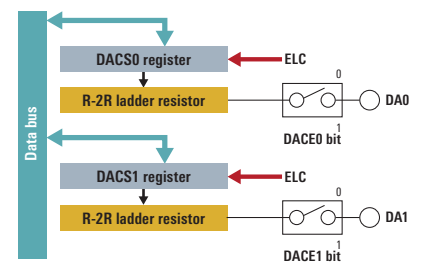 Data bus
DACS0 register
ELC
R-2R ladder resistor
0
DA0
1
DACE0 bit
DACS1 register
ELC
R-2R ladder resistor
0
DA1
1
DACE1 bit